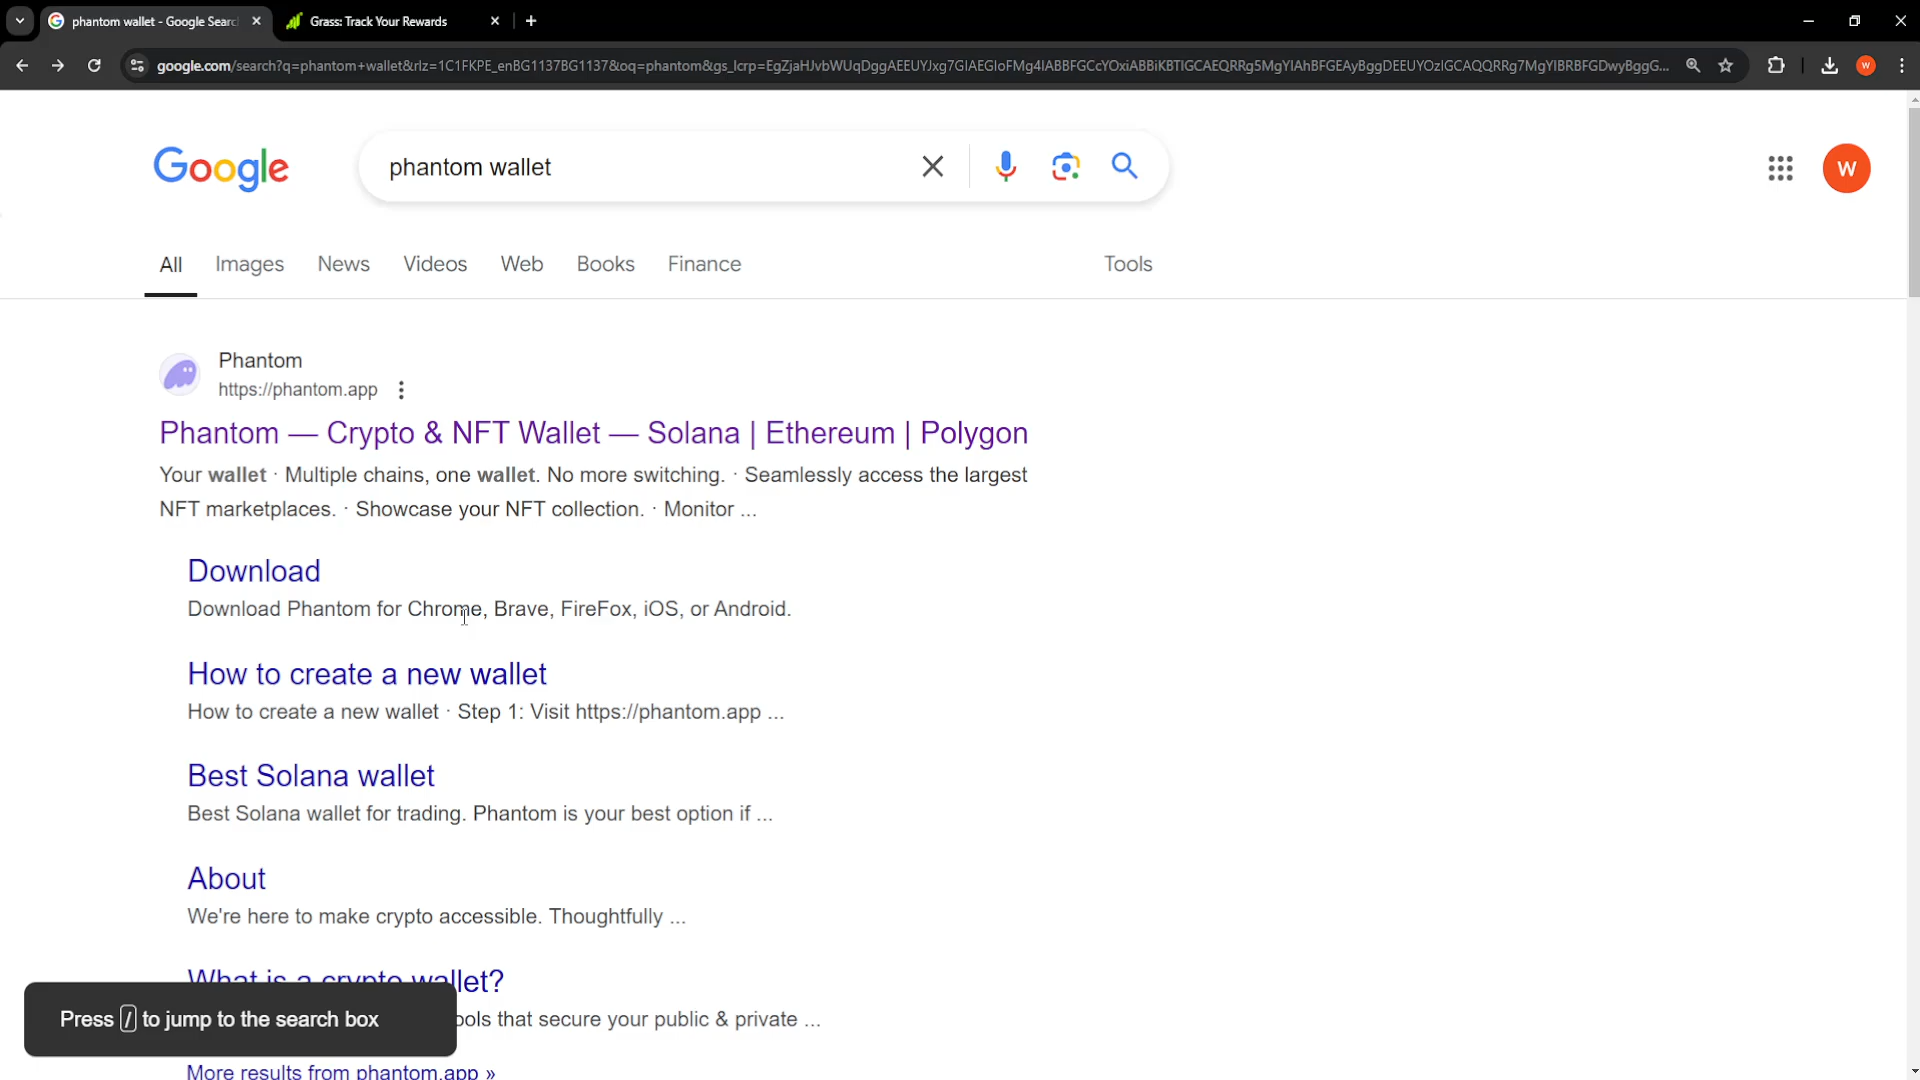 phantom wallet - Google Searc
Grass: Track Your Rewards
google.com/search?q=phantom+wallet&rlz=1C1FKPE_enBG1137BG1137&oq=phantom&gs_lcrp=EgZjaHJvbWUqDggAEEUYJxg7GIAEGIoFMg4IABBFGCcYOxiABBiKBTIGCAEQRRg5MgYIAhBFGEAyBggDEEUYOzIGCAQQRRg7MgYIBRBFGDwyBggG...
W
Google
phantom wallet
W
All
Images
News
Videos
Web
Books
Finance
Tools
Phantom
https://phantom.app
Phantom — Crypto & NFT Wallet — Solana | Ethereum | Polygon
Your wallet · Multiple chains, one wallet. No more switching. · Seamlessly access the largest
NFT marketplaces. · Showcase your NFT collection. · Monitor ...
Download
Download Phantom for Chrome, Brave, FireFox, iOS, or Android.
How to create a new wallet
How to create a new wallet · Step 1: Visit https://phantom.app ...
Best Solana wallet
Best Solana wallet for trading. Phantom is your best option if ...
About
We're here to make crypto accessible. Thoughtfully ...
What is a crypto wallet?
ools that secure your public & private ...
Press / to jump to the search box
More results from phantom.app »